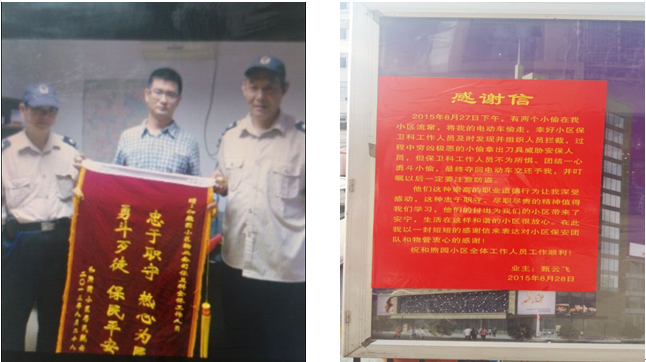 忠于职守 热心为
勇斗歹徒 保民平安
感谢信
2015年8月27日下午，有两个小偷在我
小区流窜，将我的电动车偷走，幸好小区保
卫科工作人员及时发现并组织人员拦截，过
程中穷凶极恶的小偷拿出刀具威胁安保人
员，但保卫科工作人员不为所惧、团结一心
勇斗小偷，最终夺回电动车交还予我，并叮
嘱以后一定要注意防盗。
他们这种崇高的职业道德行为让我深受
感动，这种忠于职守、尽职尽责的精神值得
我们学习，他们的付出为我们的小区带来了
安宁，生活在这样和谐的小区很放心。在此
我以一封短短的感谢信来表达对小区保安团
队和物管衷心的感谢！
祝和煦园小区全体工作人员工作顺利！
业主：甄云飞
2015年8月28日